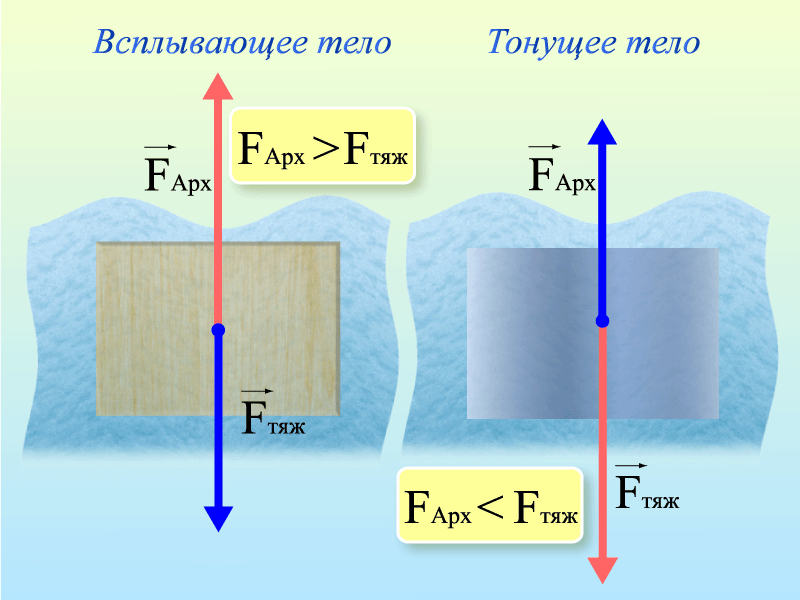 Всплывающее тело
Тонущее тело
FАрх > Fтяж
FАрх
FАрх
Fтяж
Fтяж
FАрх < Fтяж